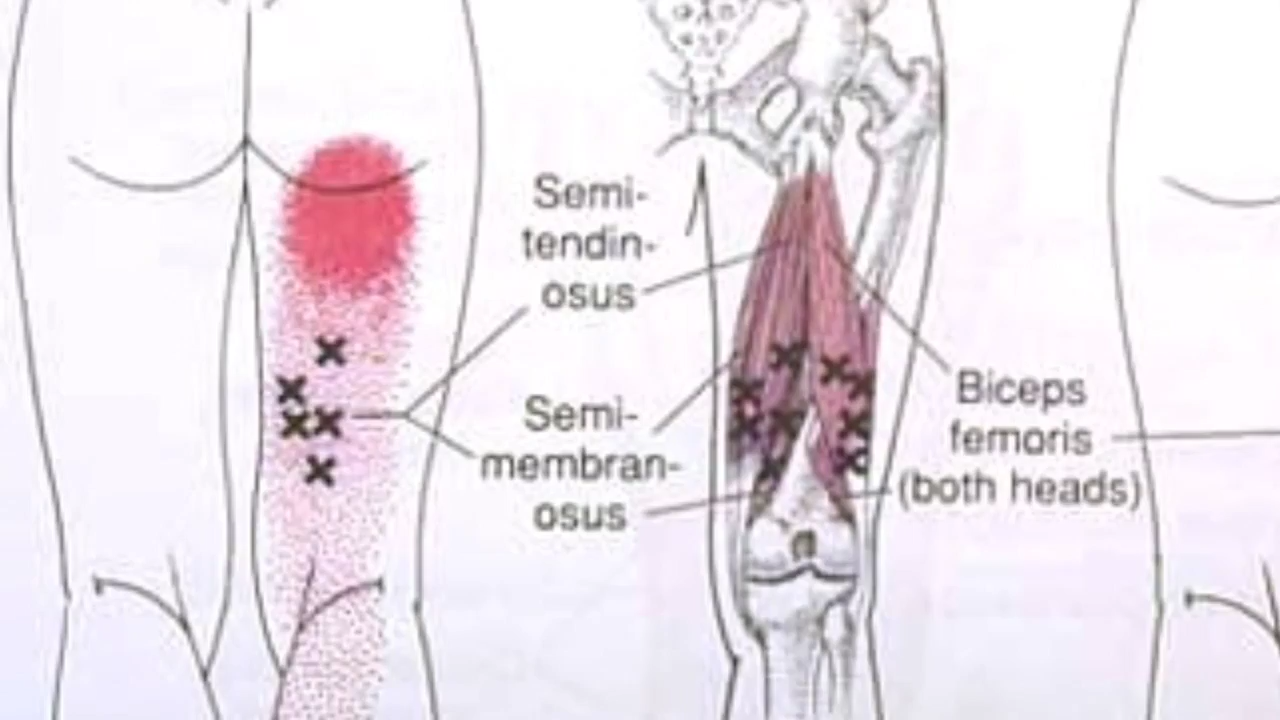 Semi-
tendin-
osus
Semi-
membran-
osus
Biceps
femoris
(both heads)